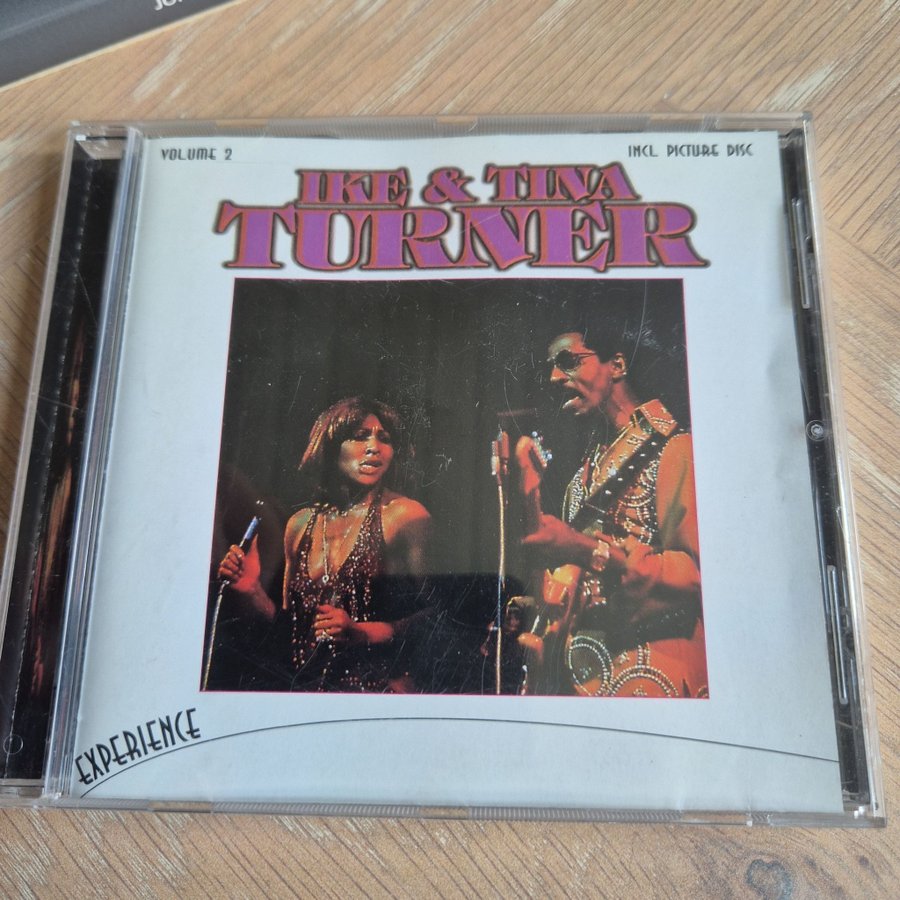 VOLUME 2
INCL. PICTURE DISC
IKE & TINA
TURNER
EXPERIENCE